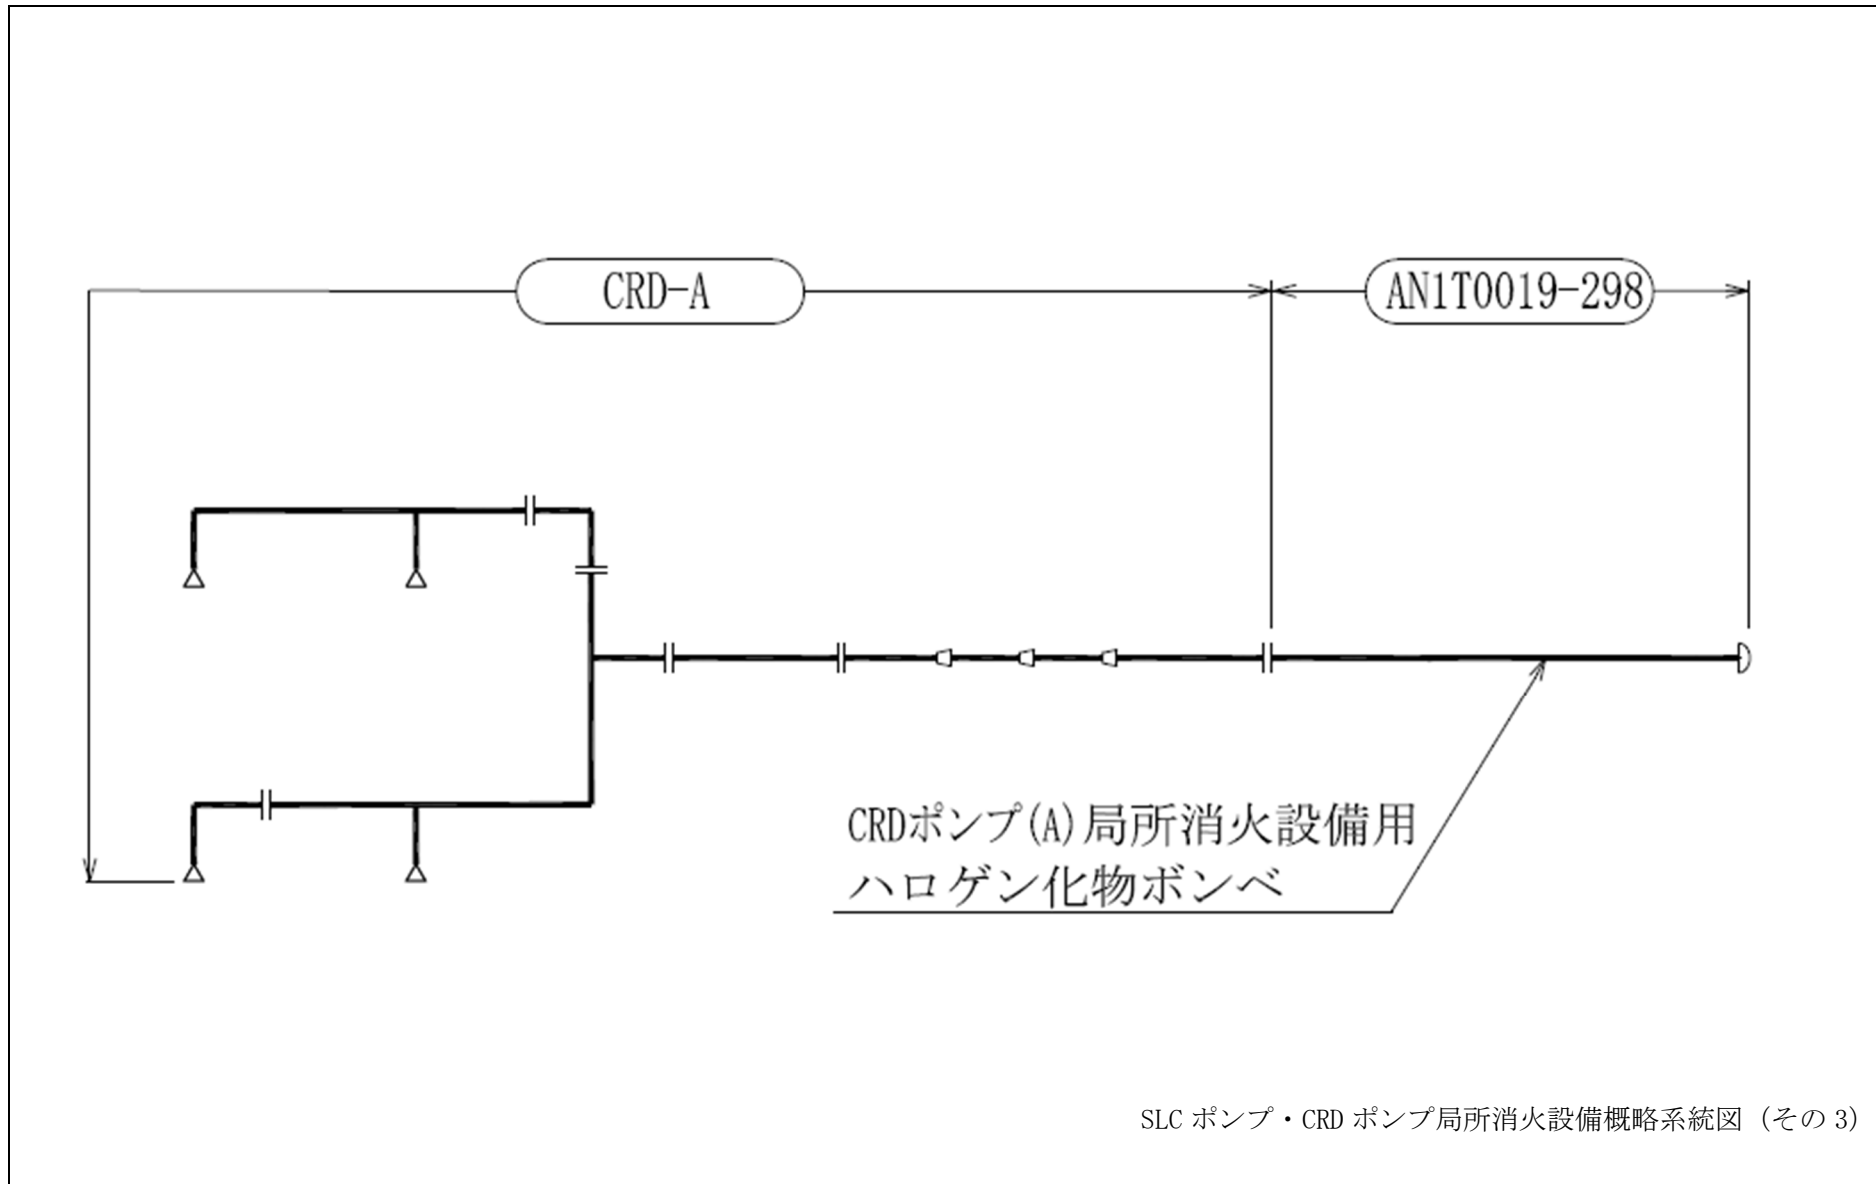 CRD-A
AN1T0019-298
CRDポンプ(A)局所消火設備用
ハロゲン化物ボンベ
SLC ポンプ・CRD ポンプ局所消火設備概略系統図（その 3）